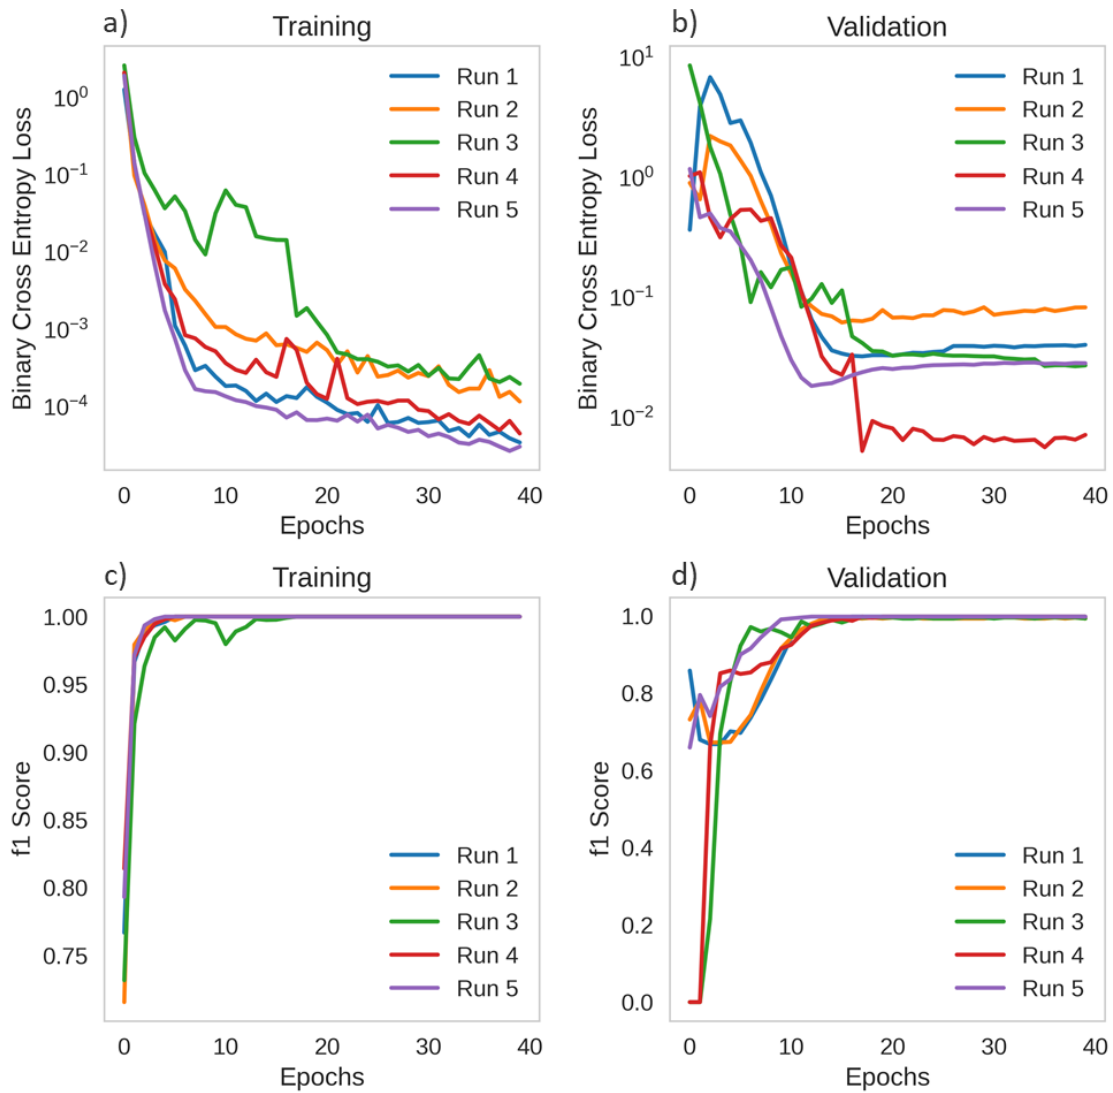 a)
Training
Binary Cross Entropy Loss
10⁰
10⁻¹
10⁻²
10⁻³
10⁻⁴
Run 1
Run 2
Run 3
Run 4
Run 5
0 10 20 30 40
Epochs
b)
Validation
Binary Cross Entropy Loss
10¹
10⁰
10⁻¹
10⁻²
Run 1
Run 2
Run 3
Run 4
Run 5
0 10 20 30 40
Epochs
c)
Training
f1 Score
1.00
0.95
0.90
0.85
0.80
0.75
Run 1
Run 2
Run 3
Run 4
Run 5
0 10 20 30 40
Epochs
d)
Validation
f1 Score
1.0
0.8
0.6
0.4
0.2
0.0
Run 1
Run 2
Run 3
Run 4
Run 5
0 10 20 30 40
Epochs